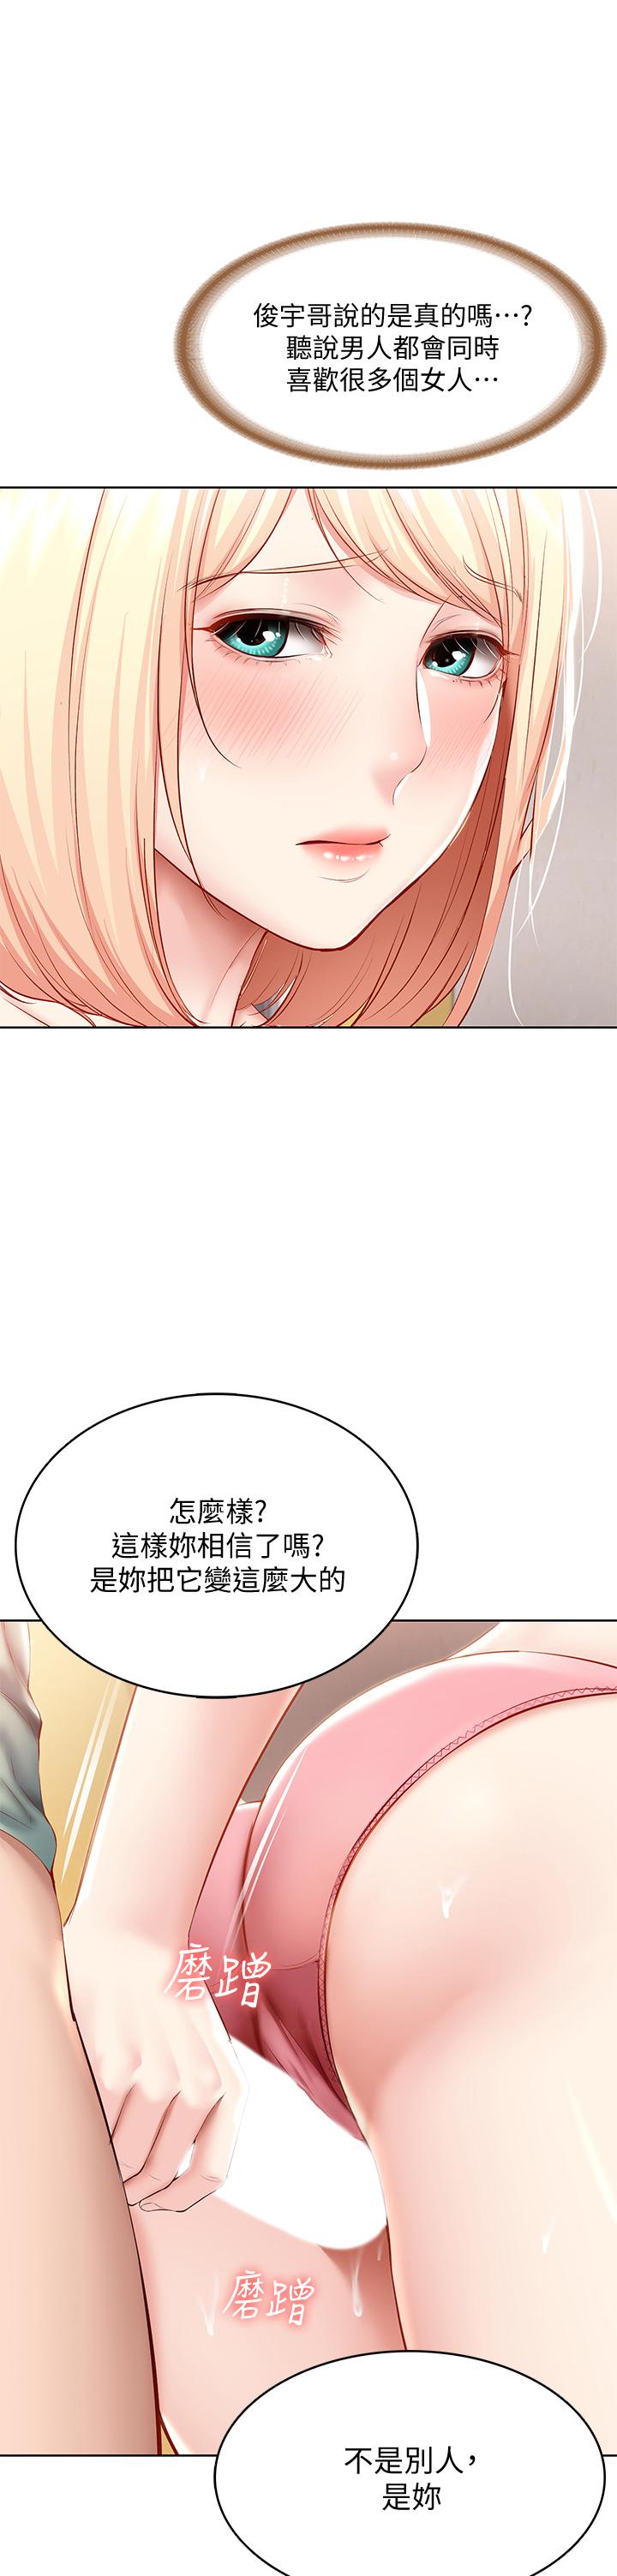 俊宇哥說的是真的嗎⋯?
聽說男人都會同時
喜歡很多個女人⋯
怎麼樣?
這樣妳相信了嗎?
是妳把它變這麼大的
磨蹭
磨蹭
不是別人,
是妳